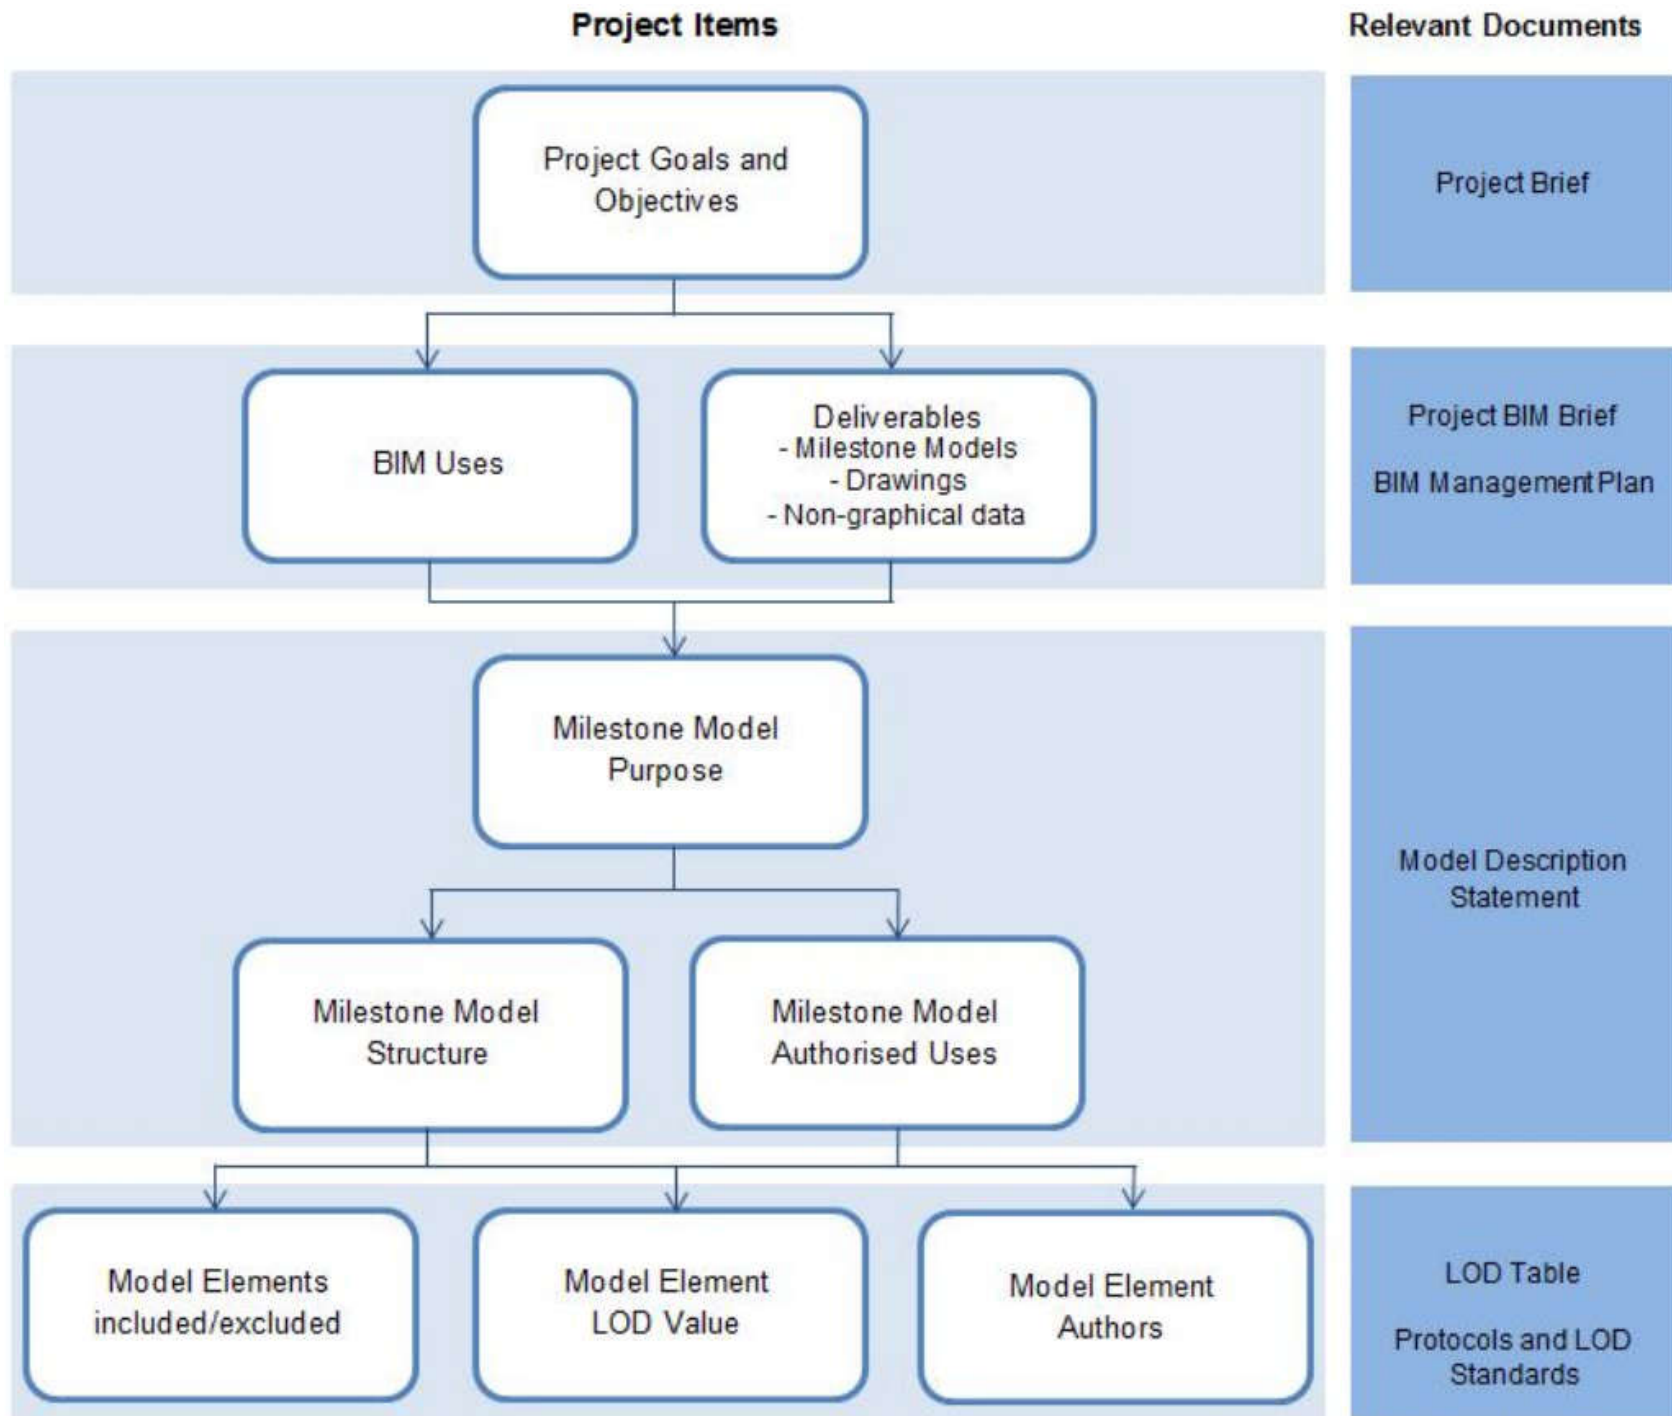 Project Items
Relevant Documents
Project Goals and
Objectives
Project Brief
BIM Uses
Deliverables
- Milestone Models
- Drawings
- Non-graphical data
Project BIM Brief
BIM Management Plan
Milestone Model
Purpose
Model Description
Statement
Milestone Model
Structure
Milestone Model
Authorised Uses
Model Elements
included/excluded
Model Element
LOD Value
Model Element
Authors
LOD Table
Protocols and LOD
Standards